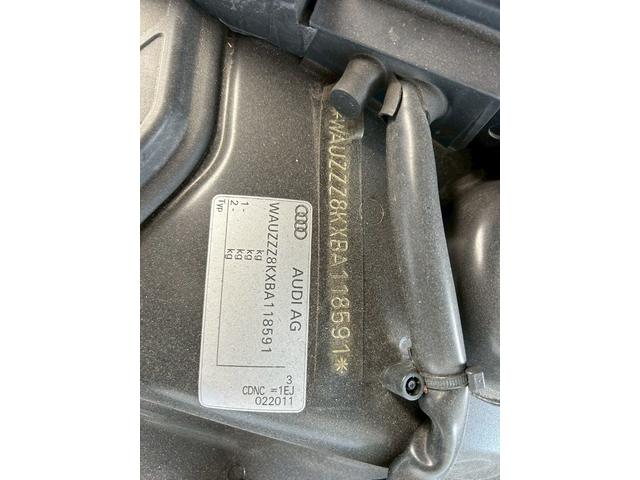 *WAUZZZ8KXBA118591*
AUDI AG
WAUZZZ8KXBA118591
kg
kg
1 - kg
2 - kg
Typ
3
CDNC =1EJ
022011